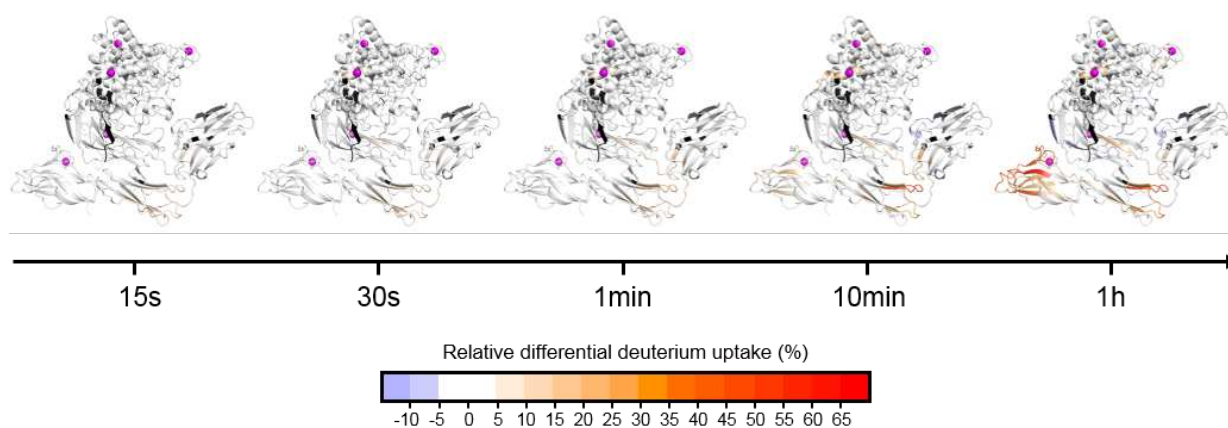 15s 30s 1min 10min 1h
Relative differential deuterium uptake (%)
-10 -5 0 5 10 15 20 25 30 35 40 45 50 55 60 65